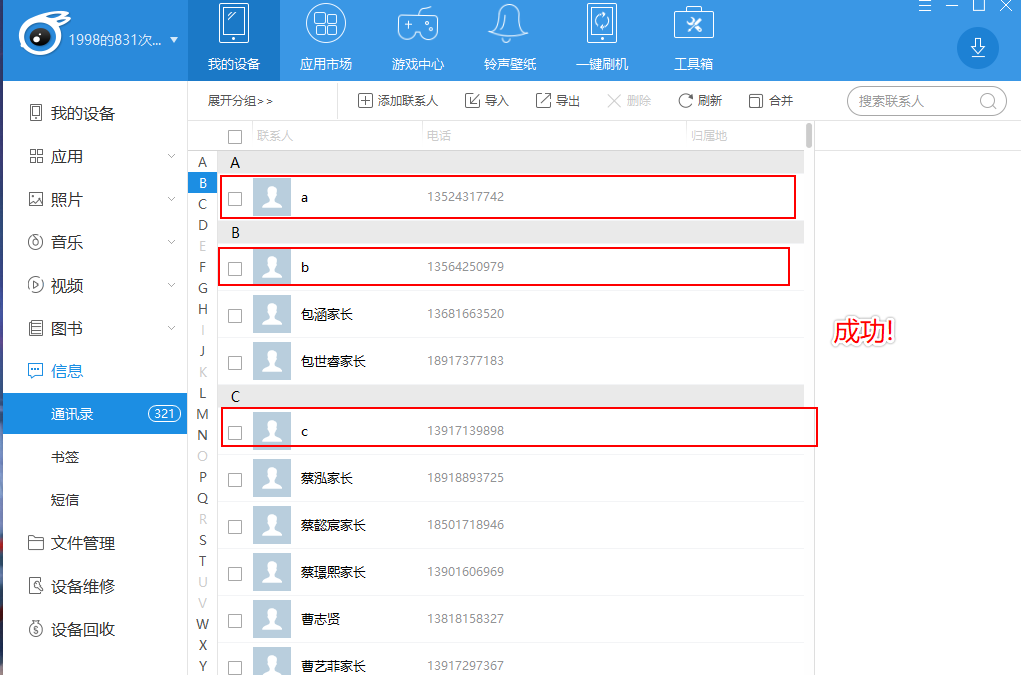 1998的831次...
我的设备
应用市场
游戏中心
铃声壁纸
一键刷机
工具箱
我的设备
应用
照片
音乐
视频
图书
信息
通讯录 321
书签
短信
文件管理
设备维修
设备回收
展开分组>>
添加联系人 导入 导出 删除 刷新 合并
搜索联系人
联系人 电话 归属地
A
B
C
D
E
F
G
H
I
J
K
L
M
N
O
P
Q
R
S
T
U
V
W
X
Y
A
a 13524317742
B
b 13564250979
包涵家长 13681663520
包世睿家长 18917377183
C
c 13917139898
蔡泓家长 18918893725
蔡懿宸家长 18501718946
蔡璟熙家长 13901606969
曹志贤 13818158327
曹艺菲家长 13917297367
成功!